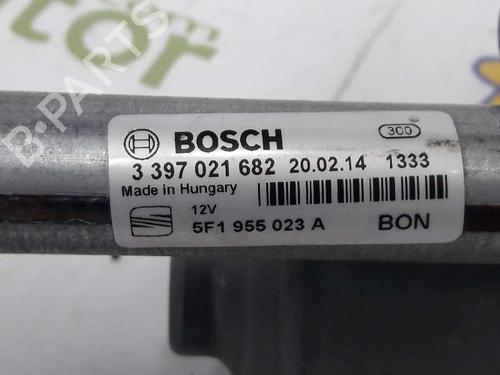 tor
B-PARTS
BOSCH
300
3 397 021 682 20.02.14 1333
Made in Hungary
12V
5F1 955 023 A BON